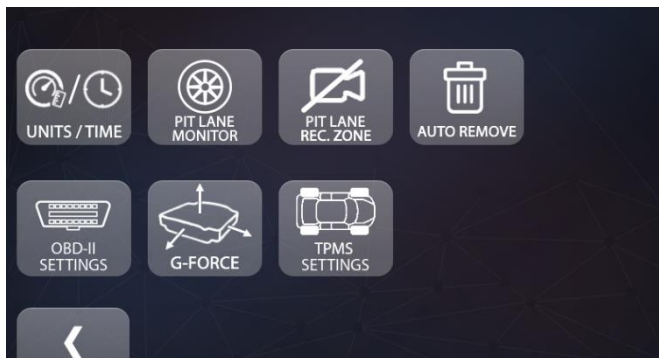 UNITS / TIME
PIT LANE
MONITOR
PIT LANE
REC. ZONE
AUTO REMOVE
OBD-II
SETTINGS
G-FORCE
TPMS
SETTINGS